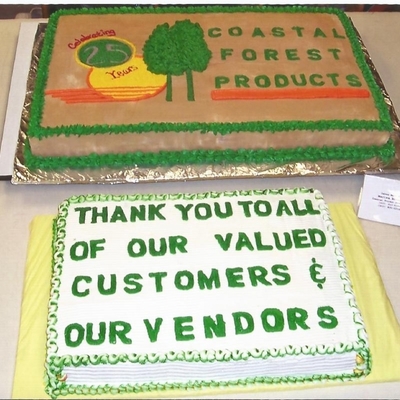 Celebrating
25
Years
COASTAL
FOREST
PRODUCTS
THANK YOU TO ALL
OF OUR VALUED
CUSTOMERS &
OUR VENDORS